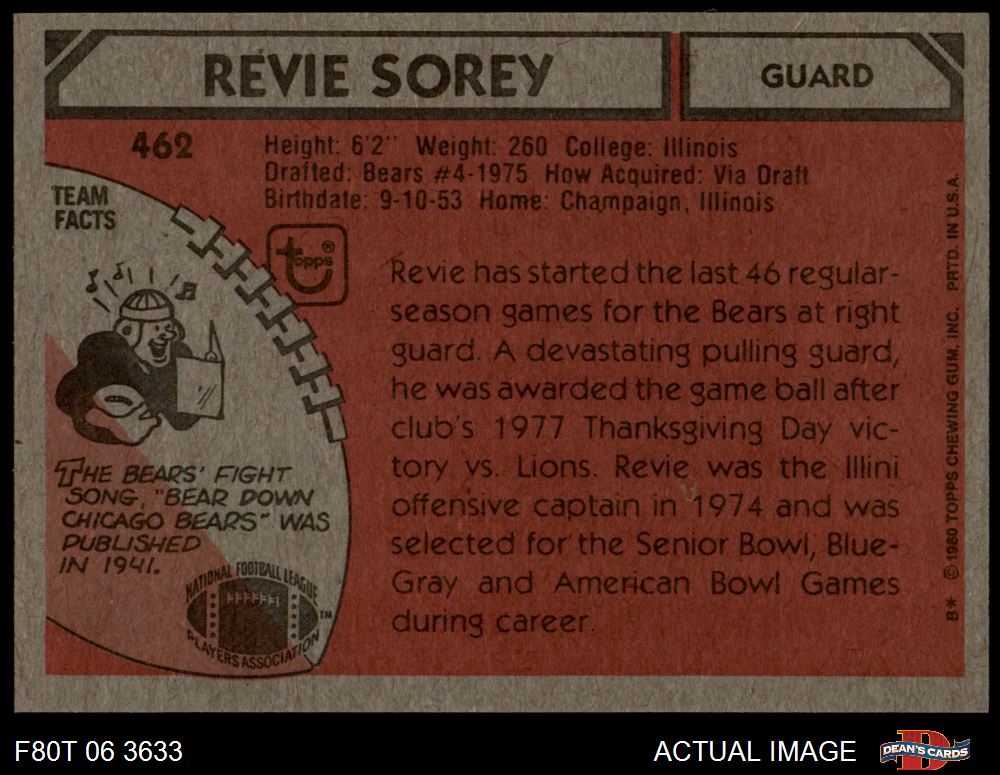 REVIE SOREY
GUARD
462
Height: 6'2" Weight: 260 College: Illinois
Drafted: Bears #4-1975 How Acquired: Via Draft
Birthdate: 9-10-53 Home: Champaign, Illinois
TEAM
FACTS
topps®
Revie has started the last 46 regular-
season games for the Bears at right
guard. A devastating pulling guard,
he was awarded the game ball after
club's 1977 Thanksgiving Day vic-
tory vs. Lions. Revie was the Illini
offensive captain in 1974 and was
selected for the Senior Bowl, Blue-
Gray and American Bowl Games
during career.
THE BEARS' FIGHT
SONG, "BEAR DOWN
CHICAGO BEARS" WAS
PUBLISHED
IN 1941.
NATIONAL FOOTBALL LEAGUE
PLAYERS ASSOCIATION
TM
B* © 1980 TOPPS CHEWING GUM, INC. PRTD. IN U.S.A.
F80T 06 3633
ACTUAL IMAGE
D
DEAN'S CARDS